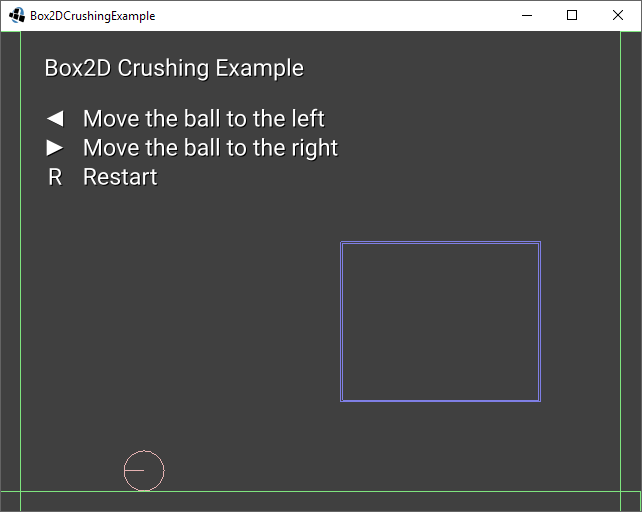 Box2DCrushingExample
Box2D Crushing Example
◄ Move the ball to the left
► Move the ball to the right
R Restart